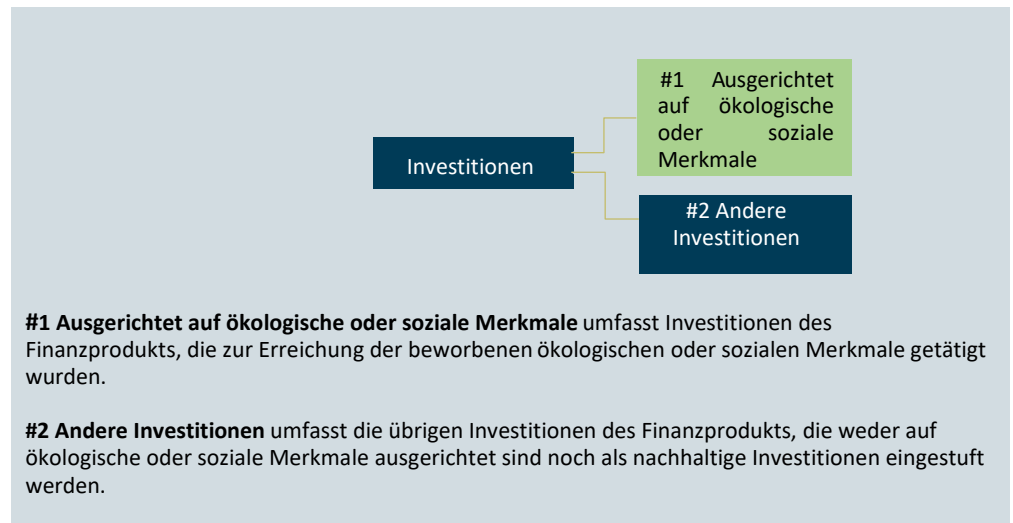 #1 Ausgerichtet
auf ökologische
oder soziale
Merkmale
Investitionen
#2 Andere
Investitionen
#1 Ausgerichtet auf ökologische oder soziale Merkmale umfasst Investitionen des
Finanzprodukts, die zur Erreichung der beworbenen ökologischen oder sozialen Merkmale getätigt
wurden.
#2 Andere Investitionen umfasst die übrigen Investitionen des Finanzprodukts, die weder auf
ökologische oder soziale Merkmale ausgerichtet sind noch als nachhaltige Investitionen eingestuft
werden.